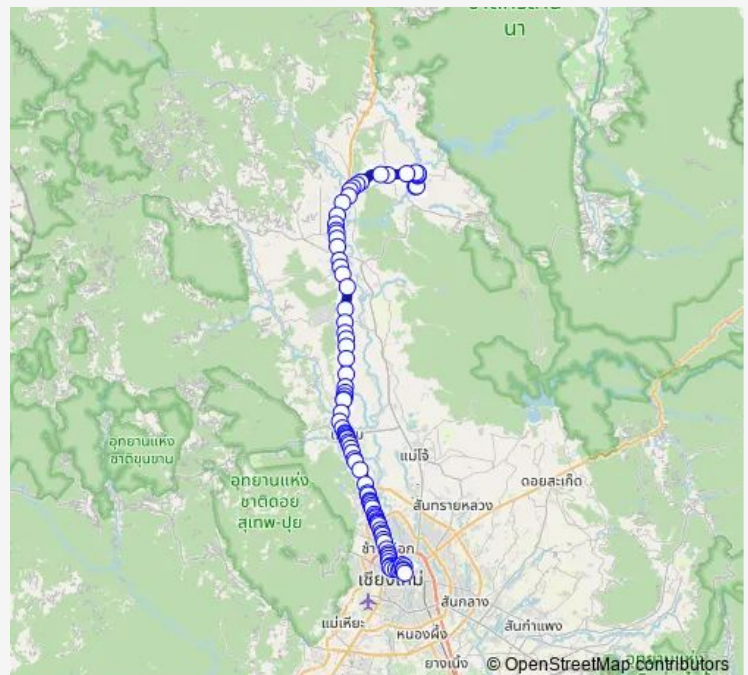 นา
อุทยานแห่ง
ชาติขุนขาน
อุทยานแห่ง
ชาติดอย
สุเทพ-ปุย
แม่โจ้
ดอยสะเก็ด
สันทรายหลวง
เชียงใหม่
สันกลาง
แม่เหียะ
หนองผึ้ง
สันกำแพง
ยางเนิ้ง
© OpenStreetMap contributors